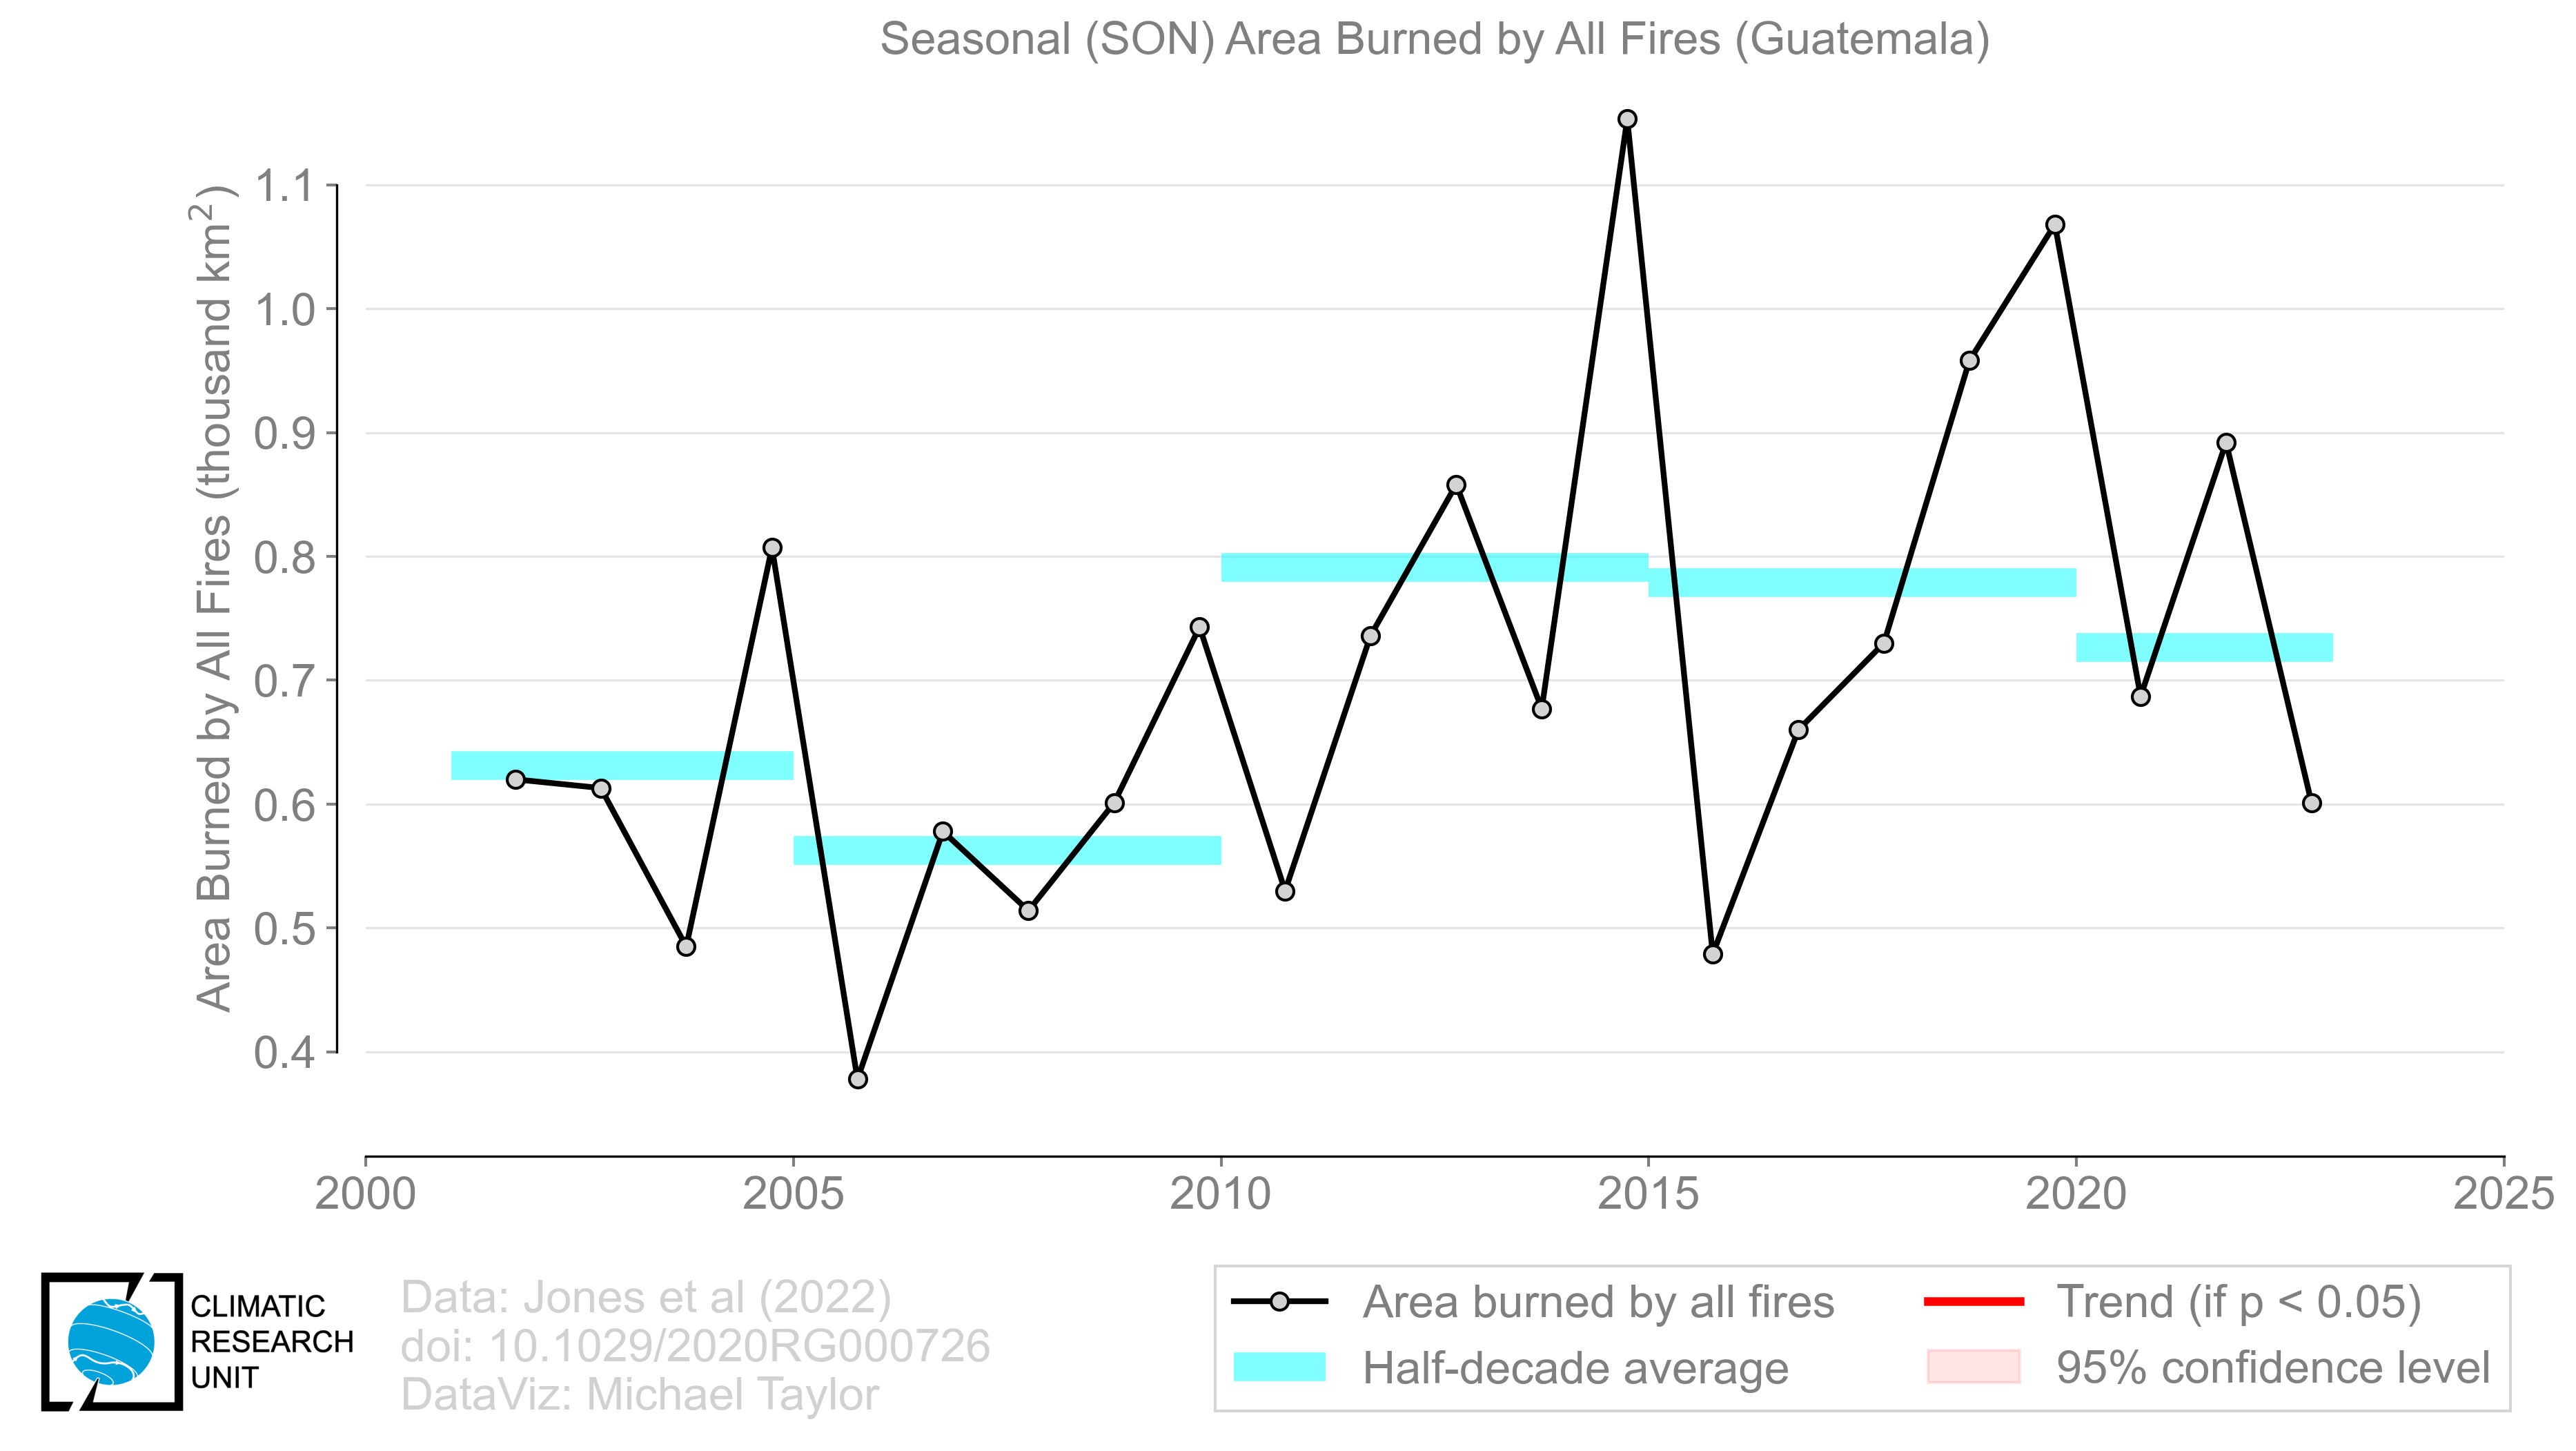 Seasonal (SON) Area Burned by All Fires (Guatemala)
Area Burned by All Fires (thousand km²)
1.1
1.0
0.9
0.8
0.7
0.6
0.5
0.4
2000 2005 2010 2015 2020 2025
CLIMATIC
RESEARCH
UNIT
Data: Jones et al (2022)
doi: 10.1029/2020RG000726
DataViz: Michael Taylor
Area burned by all fires
Half-decade average
Trend (if p < 0.05)
95% confidence level